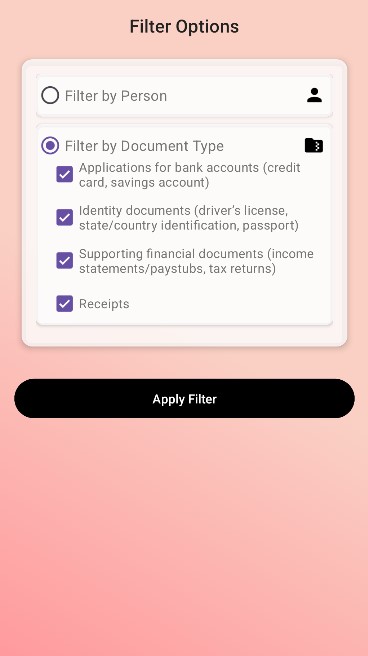 Filter Options
Filter by Person
Filter by Document Type
Applications for bank accounts (credit
card, savings account)
Identity documents (driver's license,
state/country identification, passport)
Supporting financial documents (income
statements/paystubs, tax returns)
Receipts
Apply Filter